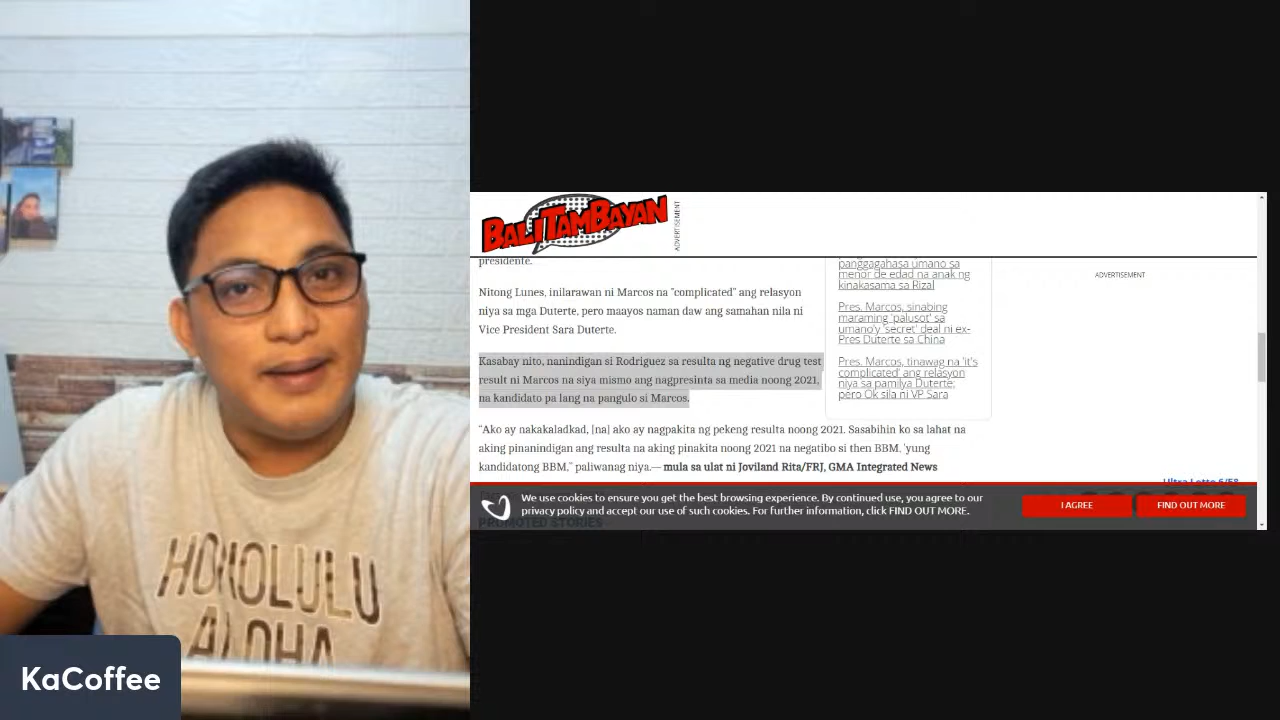 HONOLULU
ALOHA
KaCoffee
BALITAMBAYAN
ADVERTISEMENT
presidente.
Nitong Lunes, inilarawan ni Marcos na "complicated" ang relasyon
niya sa mga Duterte, pero maayos naman daw ang samahan nila ni
Vice President Sara Duterte.
Kasabay nito, nanindigan si Rodriguez sa resulta ng negative drug test
result ni Marcos na siya mismo ang nagpresinta sa media noong 2021,
na kandidato pa lang na pangulo si Marcos.
"Ako ay nakakaladkad, [na] ako ay nagpakita ng pekeng resulta noong 2021. Sasabihin ko sa lahat na
aking pinanindigan ang resulta na aking pinakita noong 2021 na negatibo si then BBM, 'yung
kandidatong BBM," paliwanag niya.— mula sa ulat ni Joviland Rita/FRJ, GMA Integrated News
panggagahasa umano sa
menor de edad na anak ng
kinakasama sa Rizal
Pres. Marcos, sinabing
maraming 'palusot' sa
umano'y 'secret' deal ni ex-
Pres Duterte sa China
Pres. Marcos, tinawag na 'it's
complicated' ang relasyon
niya sa pamilya Duterte;
pero Ok sila ni VP Sara
ADVERTISEMENT
Ultra Lotto 6/58
We use cookies to ensure you get the best browsing experience. By continued use, you agree to our
privacy policy and accept our use of such cookies. For further information, click FIND OUT MORE.
I AGREE
FIND OUT MORE
PROMOTED STORIES